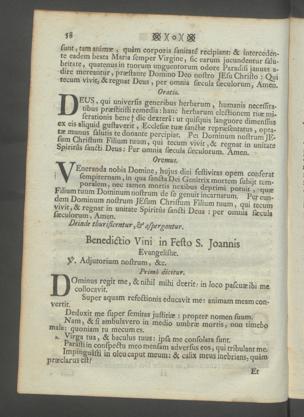 58
sunt, tam animæ, quàm corporis sanitatē recipiant: & interceden-
te eadem beata Maria semper Virgine, sic earum jucundentur salu-
britate, quatenus in tuorum unguentorum odore Paradisi januas a-
dire mereantur, præstante Domino Deo nostro JEsu Christo: Qui
tecum vivit, & regnat Deus, per omnia sæcula sæculorum, Amen.
Oratio.
DEUS, qui universis generibus herbarum, humanis necessita-
tibus præstitisti remedia: hanc herbarum electionem tuæ mi-
serationis benedic dexterâ: ut quisquis languore dimensus
ex eis aliquid gustaverit, Ecclesiæ tuæ sanctæ repræsentatus, opta-
tæ munus salutis te donante percipiat. Per Dominum nostrum JE-
sum Christum Filium tuum, qui tecum vivit, & regnat in unitate
Spiritûs sancti Deus: Per omnia sæcula sæculorum. Amen.
Oremus.
VEneranda nobis Domine, hujus diei festivitas opem conferat
sempiternam, in qua sancta Dei Genitrix mortem subiit tem-
poralem, nec tamen mortis nexibus deprimi potuit, quæ
Filium tuum Dominum nostrum de se genuit incarnatum. Per eun-
dem Dominum nostrum JEsum Christum Filium tuum, qui tecum
vivit, & regnat in unitate Spiritûs sancti Deus: per omnia sæcula
sæculorum, Amen.
Deinde thurificentur, & aspergantur.
Benedictio Vini in Festo S. Joannis
Evangelistæ.
℣. Adjutorium nostrum, &c.
Primò dicitur.
DOminus regit me, & nihil mihi deerit: in loco pascuæ ibi me
collocavit.
Super aquam refectionis educavit me: animam meam con-
vertit.
Deduxit me super semitas justitiæ: propter nomen suum.
Nam, & si ambulavero in medio umbræ mortis, non timebo
mala: quoniam tu mecum es.
Virga tua, & baculus tuus: ipsa me consolata sunt.
Parasti in conspectu meo mensam adversus eos, qui tribulant me.
Impinguasti in oleo caput meum: & calix meus inebrians, quàm
præclarus est!
Et